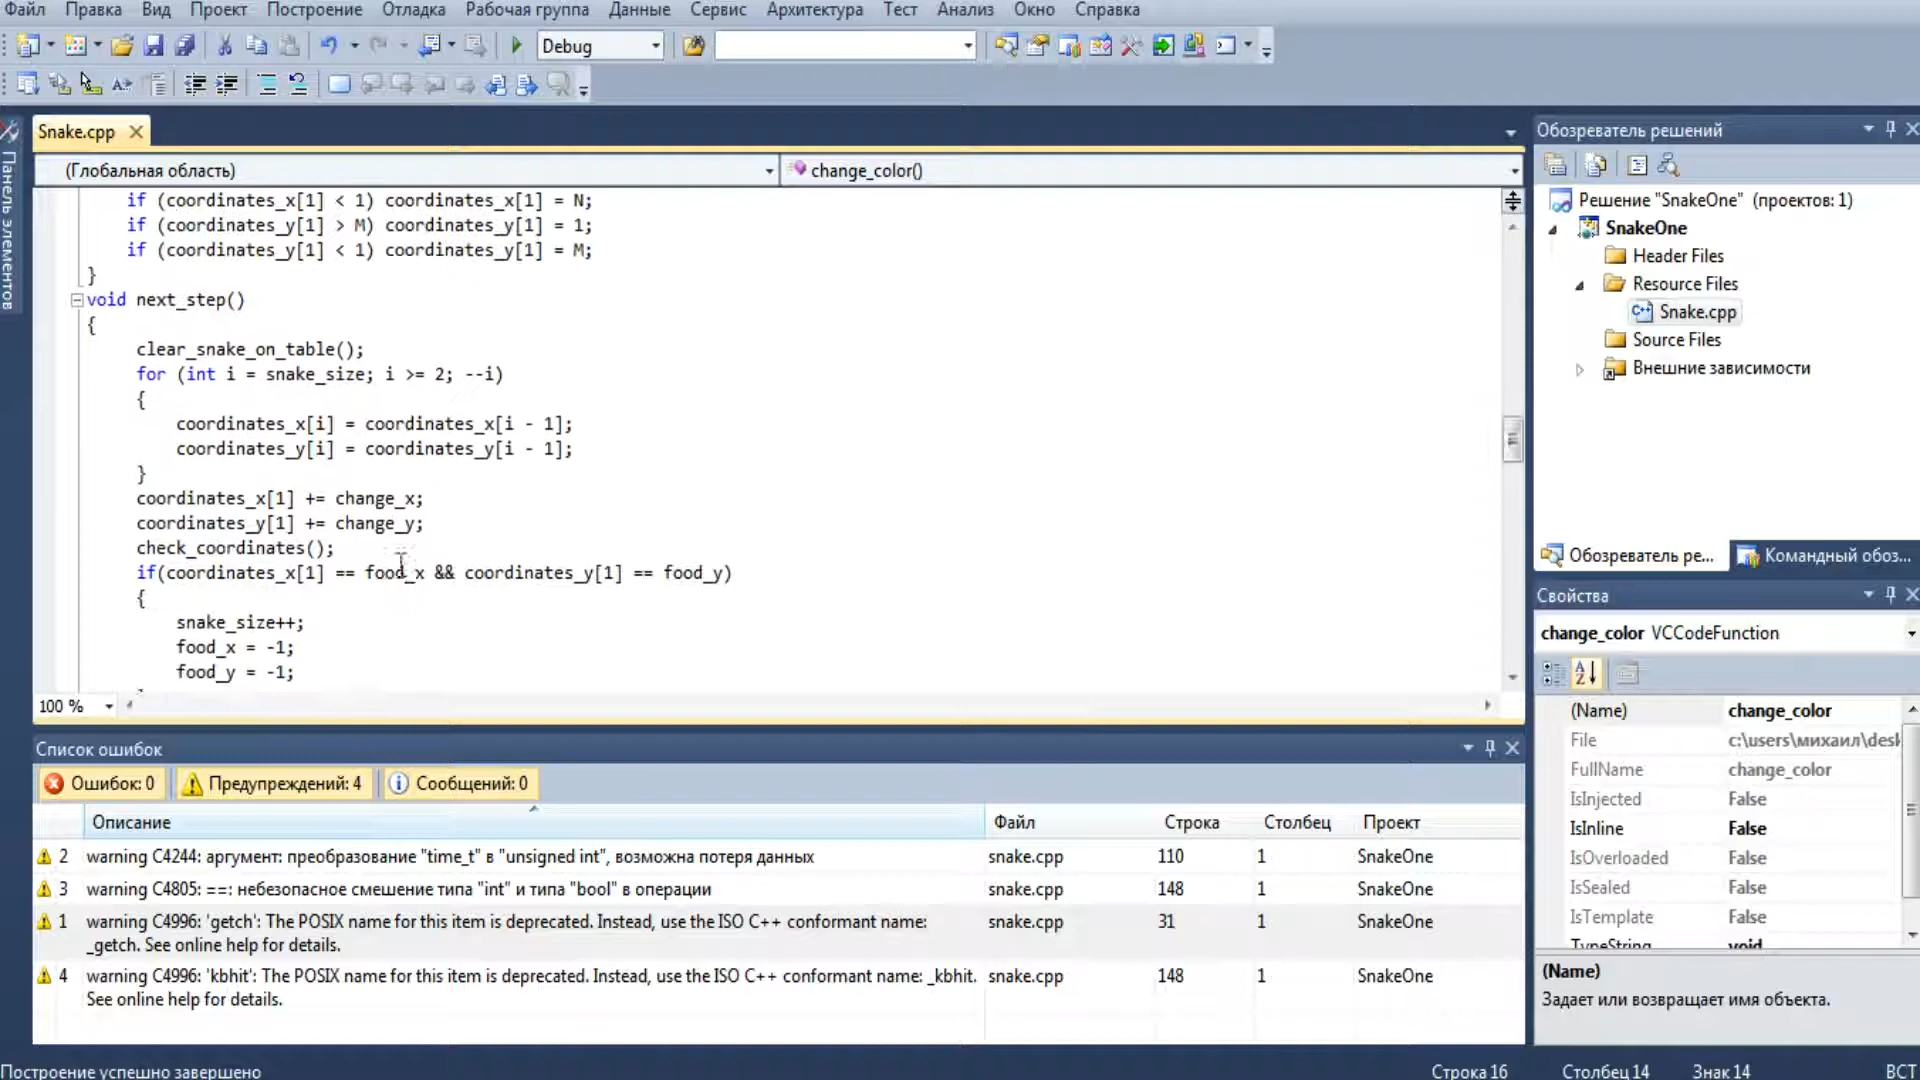 Файл Правка Вид Проект Построение Отладка Рабочая группа Данные Сервис Архитектура Тест Анализ Окно Справка
Debug
Панель элементов
Snake.cpp
(Глобальная область)
change_color()
if (coordinates_x[1] < 1) coordinates_x[1] = N;
if (coordinates_y[1] > M) coordinates_y[1] = 1;
if (coordinates_y[1] < 1) coordinates_y[1] = M;
}
void next_step()
{
clear_snake_on_table();
for (int i = snake_size; i >= 2; --i)
{
coordinates_x[i] = coordinates_x[i - 1];
coordinates_y[i] = coordinates_y[i - 1];
}
coordinates_x[1] += change_x;
coordinates_y[1] += change_y;
check_coordinates();
if(coordinates_x[1] == food_x && coordinates_y[1] == food_y)
{
snake_size++;
food_x = -1;
food_y = -1;
100 %
Обозреватель решений
Решение "SnakeOne" (проектов: 1)
SnakeOne
Header Files
Resource Files
Snake.cpp
Source Files
Внешние зависимости
Обозреватель ре... Командный обоз...
Свойства
change_color VCCodeFunction
(Name) change_color
File c:\users\михаил\desk
FullName change_color
IsInjected False
IsInline False
IsOverloaded False
IsSealed False
IsTemplate False
TypeString void
(Name)
Задает или возвращает имя объекта.
Список ошибок
Ошибок: 0 Предупреждений: 4 Сообщений: 0
Описание Файл Строка Столбец Проект
2 warning C4244: аргумент: преобразование "time_t" в "unsigned int", возможна потеря данных snake.cpp 110 1 SnakeOne
3 warning C4805: ==: небезопасное смешение типа "int" и типа "bool" в операции snake.cpp 148 1 SnakeOne
1 warning C4996: 'getch': The POSIX name for this item is deprecated. Instead, use the ISO C++ conformant name: snake.cpp 31 1 SnakeOne
_getch. See online help for details.
4 warning C4996: 'kbhit': The POSIX name for this item is deprecated. Instead, use the ISO C++ conformant name: _kbhit. snake.cpp 148 1 SnakeOne
See online help for details.
Построение успешно завершено Строка 16 Столбец 14 Знак 14 ВСТ